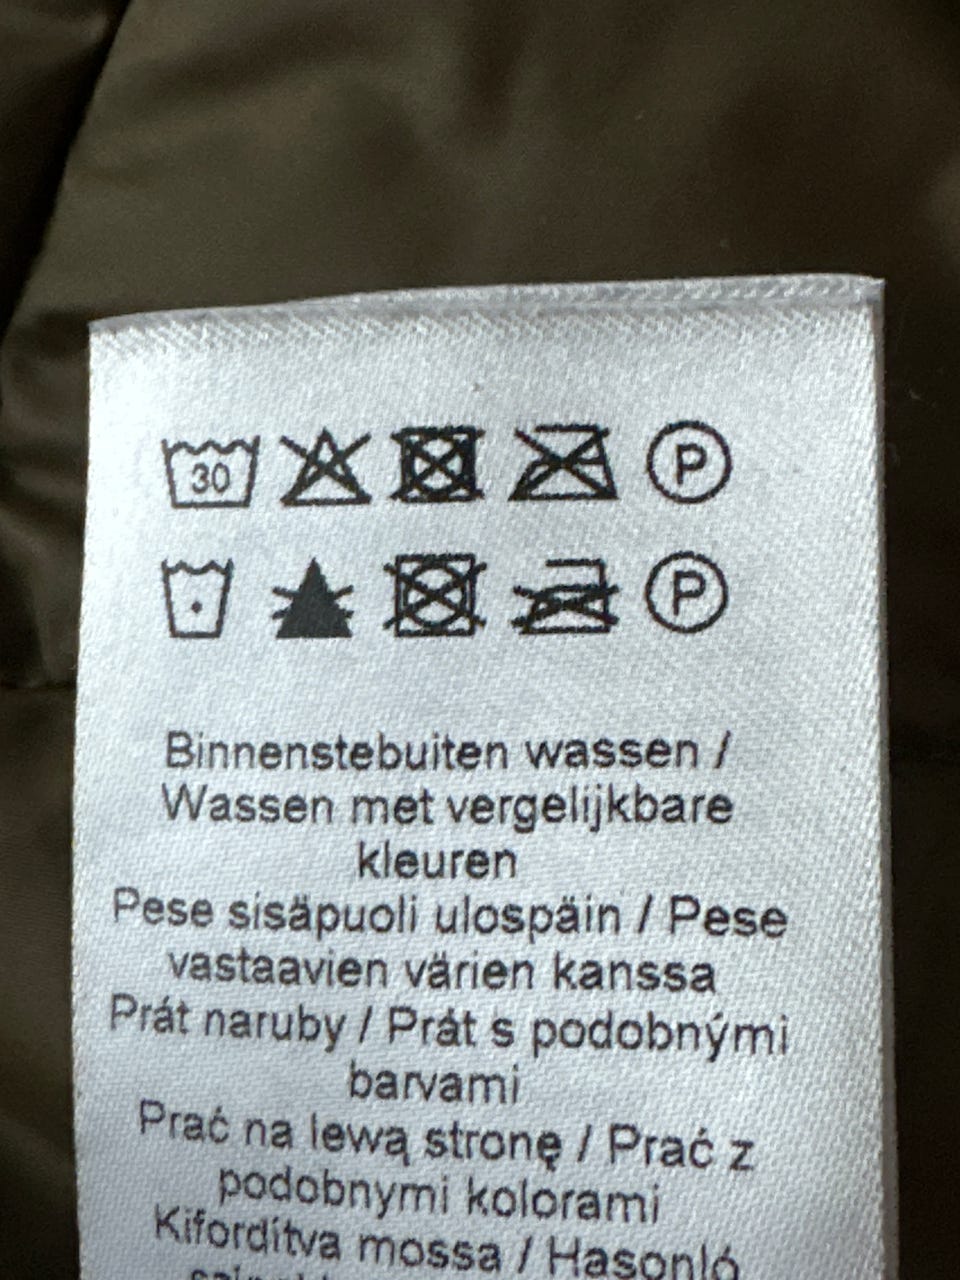 30 P
P
Binnenstebuiten wassen /
Wassen met vergelijkbare
kleuren
Pese sisäpuoli ulospäin / Pese
vastaavien värien kanssa
Prát naruby / Prát s podobnými
barvami
Prać na lewą stronę / Prać z
podobnymi kolorami
Kifordítva mossa / Hasonló